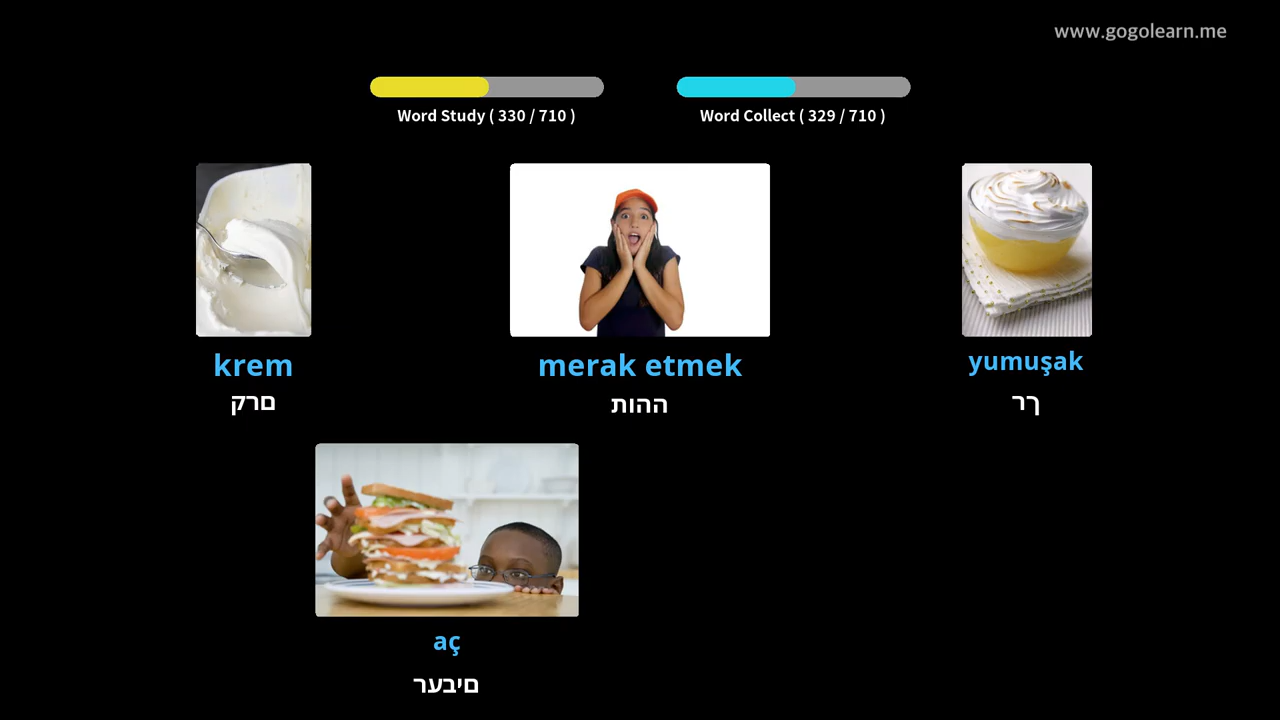 www.gogolearn.me
Word Study ( 330 / 710 )
Word Collect ( 329 / 710 )
krem
םרק
merak etmek
ההות
yumuşak
ךר
aç
םיבער